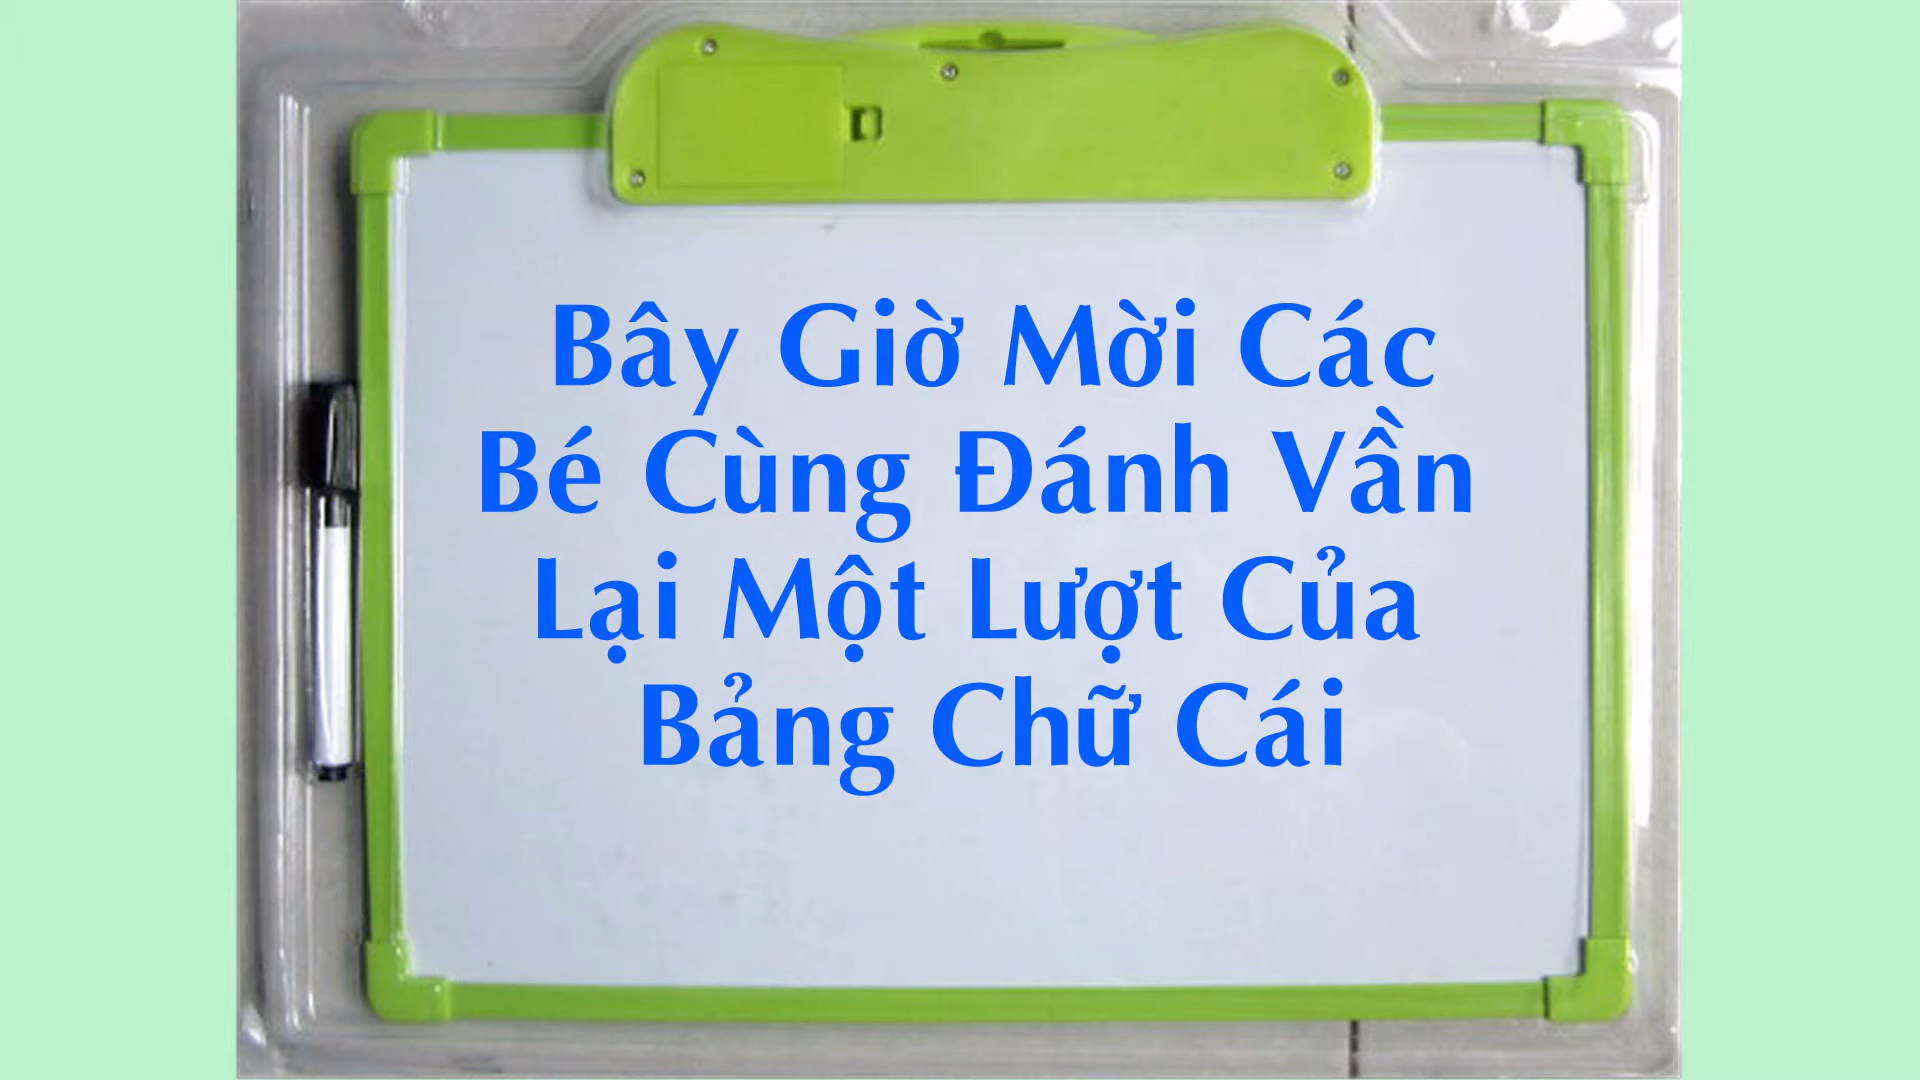 Bây Giờ Mời Các
Bé Cùng Đánh Vần
Lại Một Lượt Của
Bảng Chữ Cái